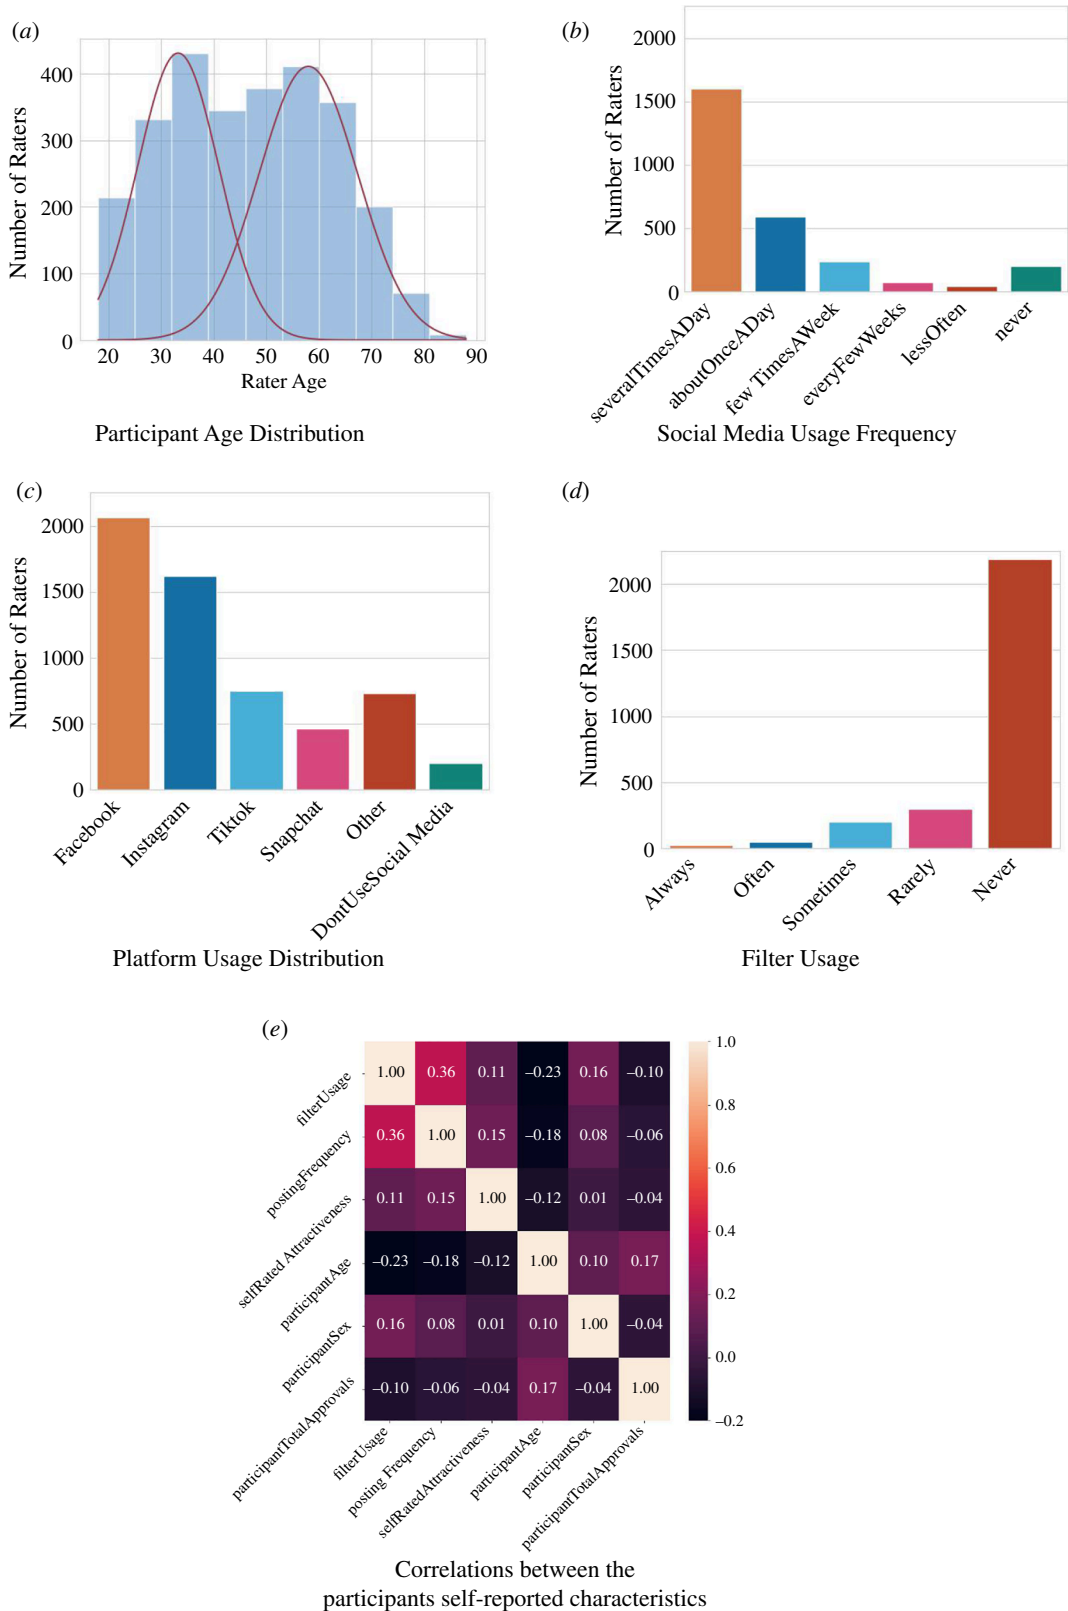 (a)
Number of Raters
400
300
200
100
0
20 30 40 50 60 70 80 90
Rater Age
Participant Age Distribution
(b)
Number of Raters
2000
1500
1000
500
0
severalTimesADay
aboutOnceADay
few TimesAWeek
everyFewWeeks
lessOften
never
Social Media Usage Frequency
(c)
Number of Raters
2000
1500
1000
500
0
Facebook
Instagram
Tiktok
Snapchat
Other
DontUseSocial Media
Platform Usage Distribution
(d)
Number of Raters
2000
1500
1000
500
0
Always
Often
Sometimes
Rarely
Never
Filter Usage
(e)
filterUsage
1.00 0.36 0.11 –0.23 0.16 –0.10
postingFrequency
0.36 1.00 0.15 –0.18 0.08 –0.06
selfRated Attractiveness
0.11 0.15 1.00 –0.12 0.01 –0.04
participantAge
–0.23 –0.18 –0.12 1.00 0.10 0.17
participantSex
0.16 0.08 0.01 0.10 1.00 –0.04
participantTotalApprovals
–0.10 –0.06 –0.04 0.17 –0.04 1.00
filterUsage
posting Frequency
selfRatedAttractiveness
participantAge
participantSex
participantTotalApprovals
1.0
0.8
0.6
0.4
0.2
0.0
–0.2
Correlations between the
participants self-reported characteristics